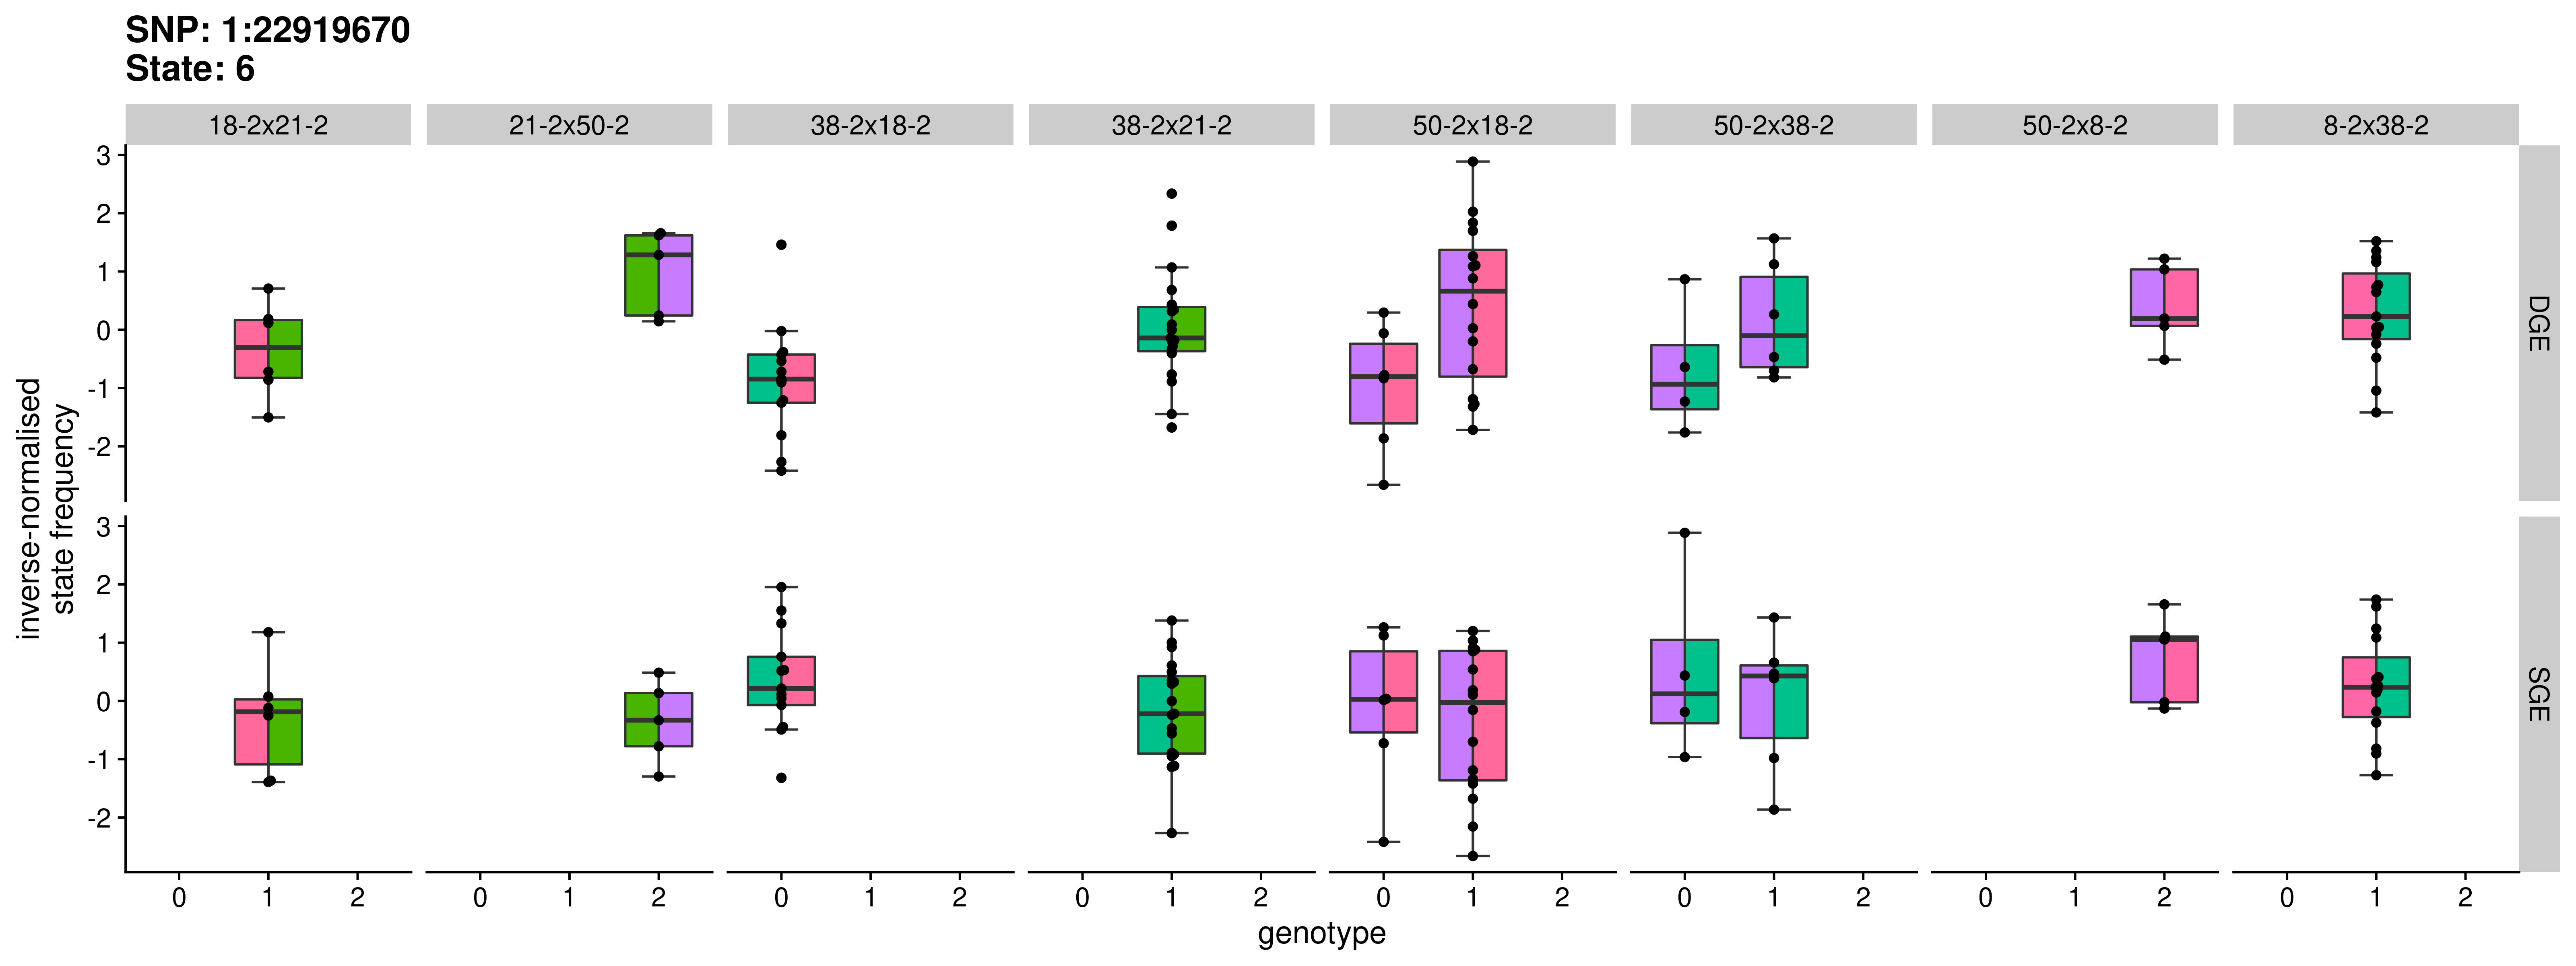 SNP: 1:22919670
State: 6
18-2x21-2 21-2x50-2 38-2x18-2 38-2x21-2 50-2x18-2 50-2x38-2 50-2x8-2 8-2x38-2
3
2
1
0
-1
-2
DGE
3
2
1
0
-1
-2
SGE
inverse-normalised
state frequency
0 1 2 0 1 2 0 1 2 0 1 2 0 1 2 0 1 2 0 1 2 0 1 2
genotype